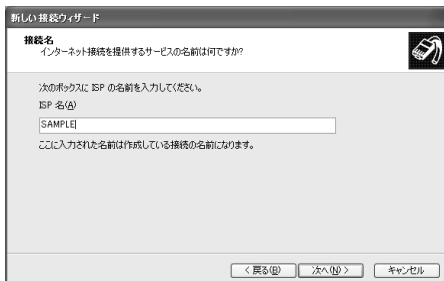 新しい接続ウィザード
接続名
インターネット接続を提供するサービスの名前は何ですか?
次のボックスに ISP の名前を入力してください。
ISP 名(A)
SAMPLE
ここに入力された名前は作成している接続の名前になります。
< 戻る(B) 次へ(N) > キャンセル